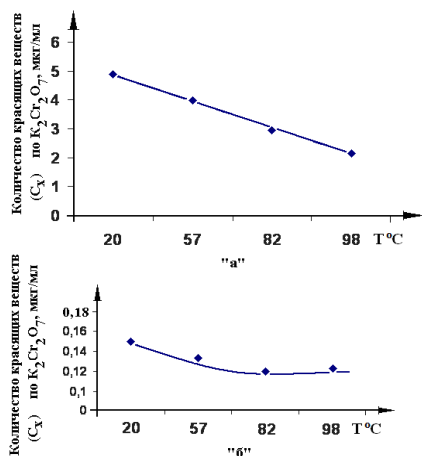 Количество красящих веществ
(Cx) по K2Cr2O7, мкг/мл
6
5
4
3
2
1
0
20 57 82 98 T ºC
"а"
Количество красящих веществ
(Cx) по K2Cr2O7, мкг/мл
0,18
0,16
0,14
0,12
0,1
0
20 57 82 98 T ºC
"б"